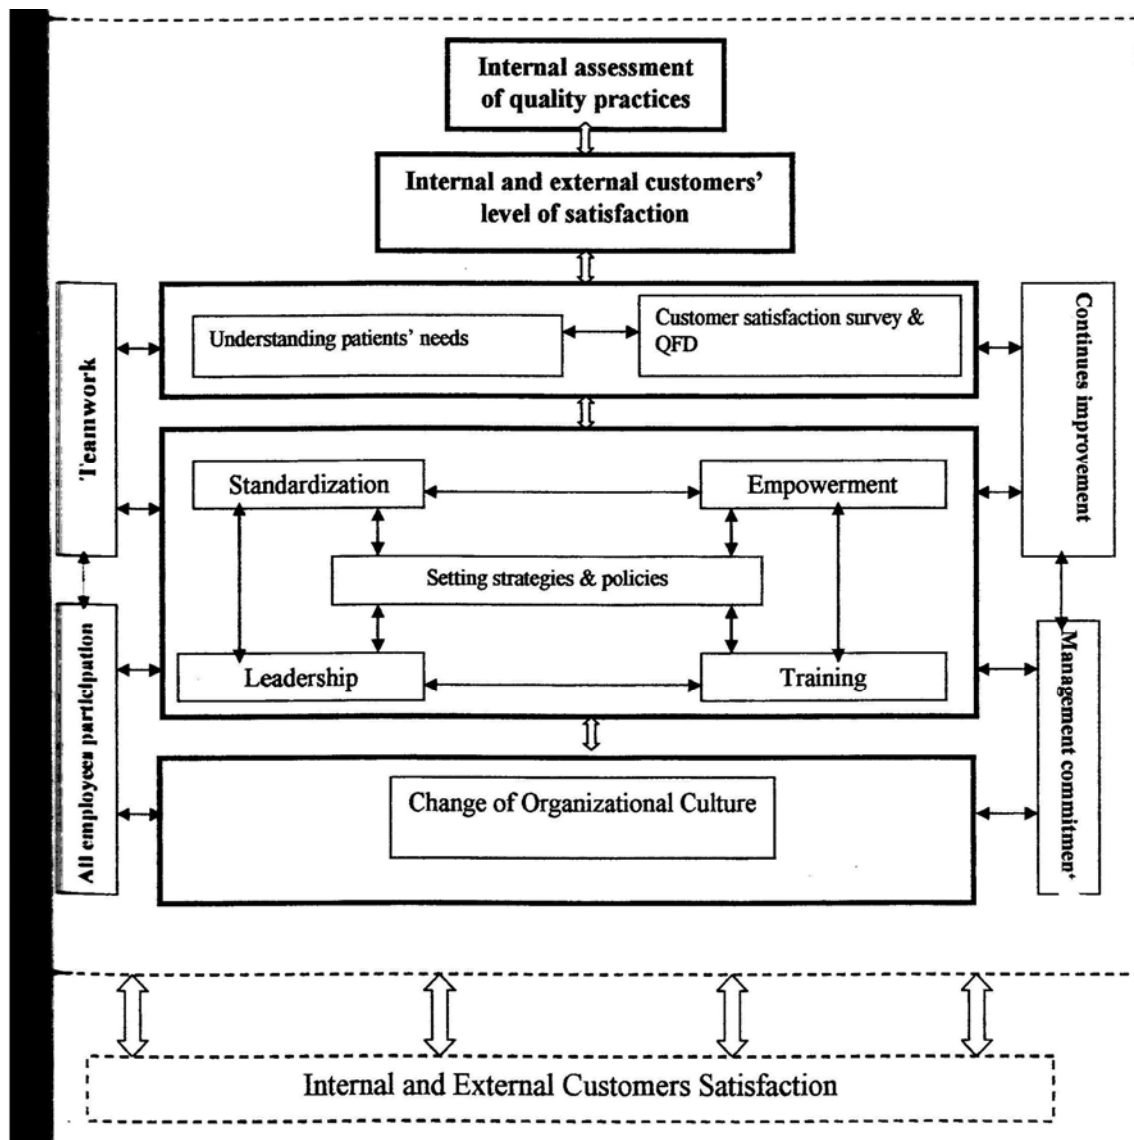 Internal assessment
of quality practices
Internal and external customers'
level of satisfaction
Understanding patients' needs
Customer satisfaction survey &
QFD
Teamwork
Continues improvement
Standardization
Empowerment
Setting strategies & policies
Leadership
Training
All employees participation
Management commitment
Change of Organizational Culture
Internal and External Customers Satisfaction